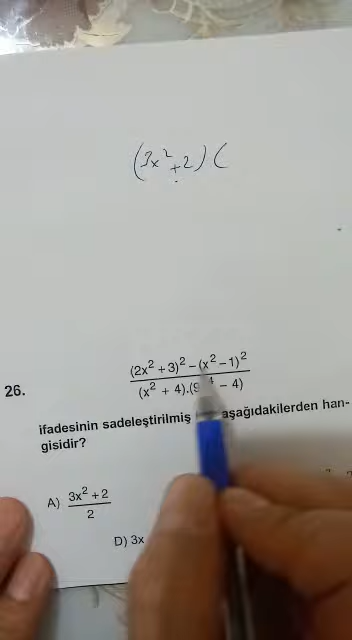 (3x² + 2) (
26.
(2x² + 3)² – (x² – 1)²
(x² + 4).(9 – 4)
ifadesinin sadeleştirilmiş aşağıdakilerden han-
gisidir?
A) 3x² + 2
2
D) 3x